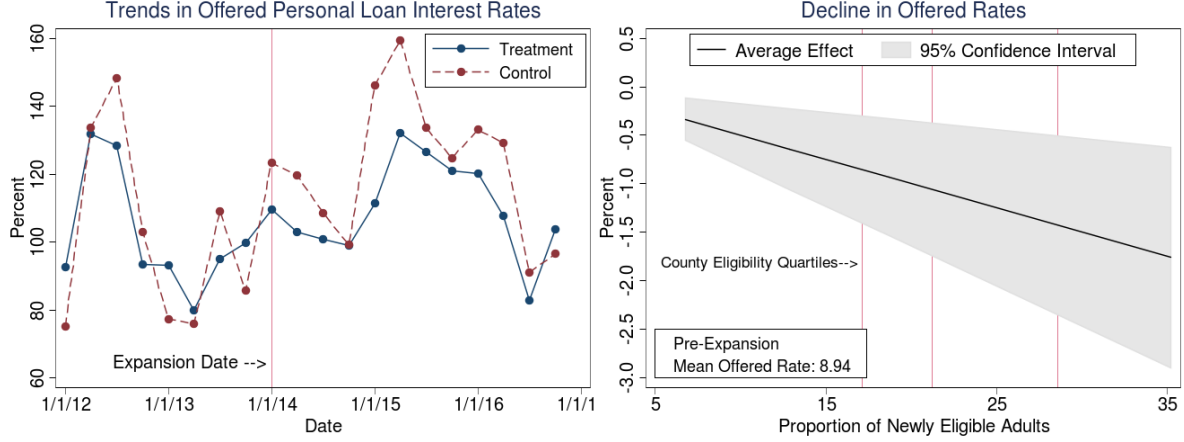 Trends in Offered Personal Loan Interest Rates
Percent
160
140
120
100
80
60
Treatment
Control
Expansion Date -->
1/1/12
1/1/13
1/1/14
1/1/15
1/1/16
1/1/1
Date
Decline in Offered Rates
Percent
0.5
0.0
-0.5
-1.0
-1.5
-2.0
-2.5
-3.0
Average Effect
95% Confidence Interval
County Eligibility Quartiles-->
Pre-Expansion
Mean Offered Rate: 8.94
5
15
25
35
Proportion of Newly Eligible Adults